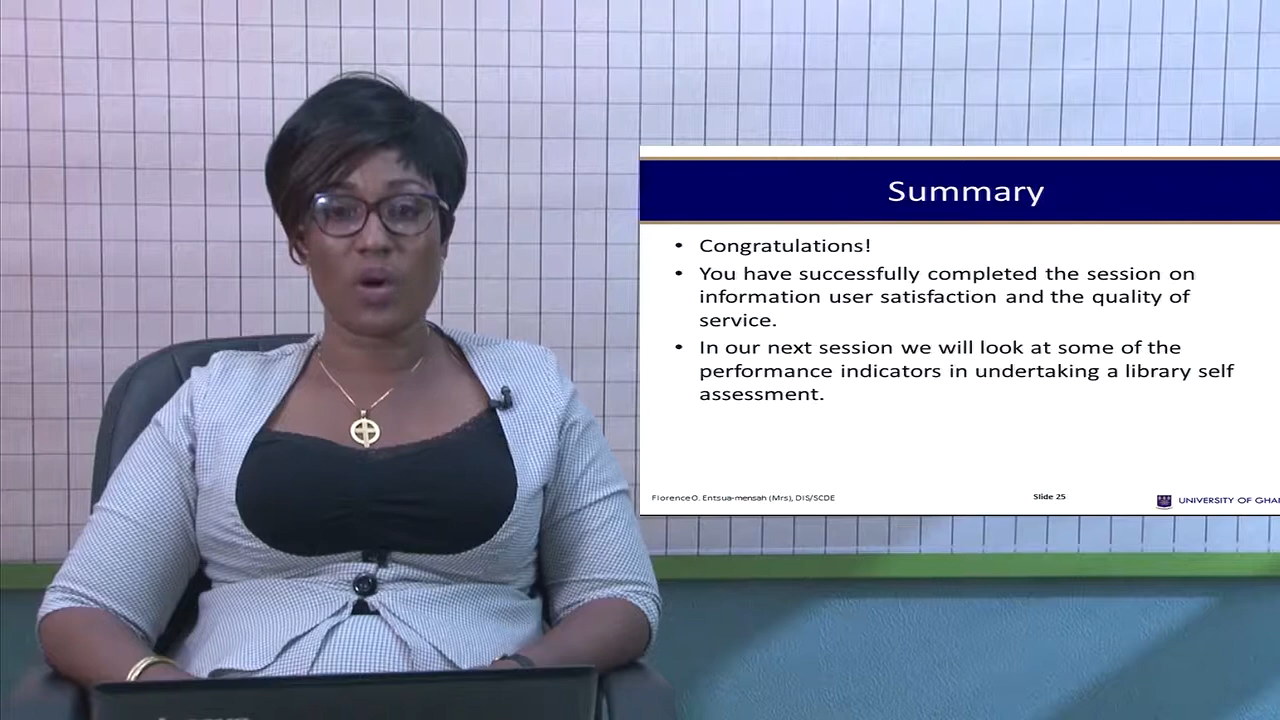 Summary
• Congratulations!
• You have successfully completed the session on
information user satisfaction and the quality of
service.
• In our next session we will look at some of the
performance indicators in undertaking a library self
assessment.
Florence O. Entsua-mensah (Mrs), DIS/SCDE
Slide 25
UNIVERSITY OF GHA